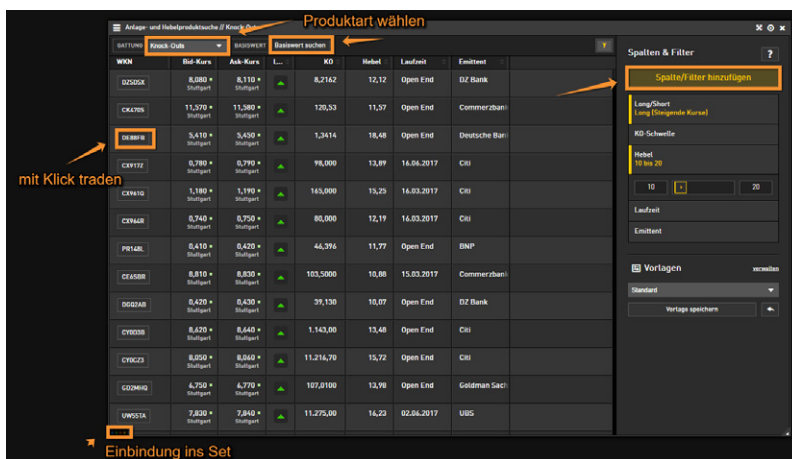 Produktart wählen
Anlage- und Hebelproduktsuche // Knock-Outs
GATTUNG Knock-Outs BASISWERT Basiswert suchen
WKN Bid-Kurs Ask-Kurs L... KO Hebel Laufzeit Emittent
DZ5DSX 8,080 8,110 8,2162 12,12 Open End DZ Bank
Stuttgart Stuttgart
CK4705 11,570 11,580 120,53 11,57 Open End Commerzbank
Stuttgart Stuttgart
DE88FB 5,410 5,450 1,3414 18,48 Open End Deutsche Ban
Stuttgart Stuttgart
mit Klick traden
CX917Z 0,780 0,790 98,000 13,89 16.06.2017 Citi
Stuttgart Stuttgart
CX961G 1,180 1,190 165,000 15,25 16.03.2017 Citi
Stuttgart Stuttgart
CX964R 0,740 0,750 80,000 12,19 16.03.2017 Citi
Stuttgart Stuttgart
PR148L 0,410 0,420 46,396 11,77 Open End BNP
Stuttgart Stuttgart
CE65BR 8,810 8,830 103,5000 10,88 15.03.2017 Commerzbank
Stuttgart Stuttgart
DGQ2AB 0,420 0,430 39,130 10,07 Open End DZ Bank
Stuttgart Stuttgart
CY0D3B 8,620 8,640 1.143,00 13,48 Open End Citi
Stuttgart Stuttgart
CY0CZ3 8,050 8,060 11.216,70 15,72 Open End Citi
Stuttgart Stuttgart
GD2MHQ 6,750 6,770 107,0100 13,98 Open End Goldman Sach
Stuttgart Stuttgart
UW5STA 7,830 7,840 11.275,00 16,23 02.06.2017 UBS
Stuttgart Stuttgart
Einbindung ins Set
Spalten & Filter ?
Spalte/Filter hinzufügen
Long/Short
Long (Steigende Kurse)
KO-Schwelle
Hebel
10 bis 20
10 20
Laufzeit
Emittent
Vorlagen verwalten
Standard
Vorlage speichern